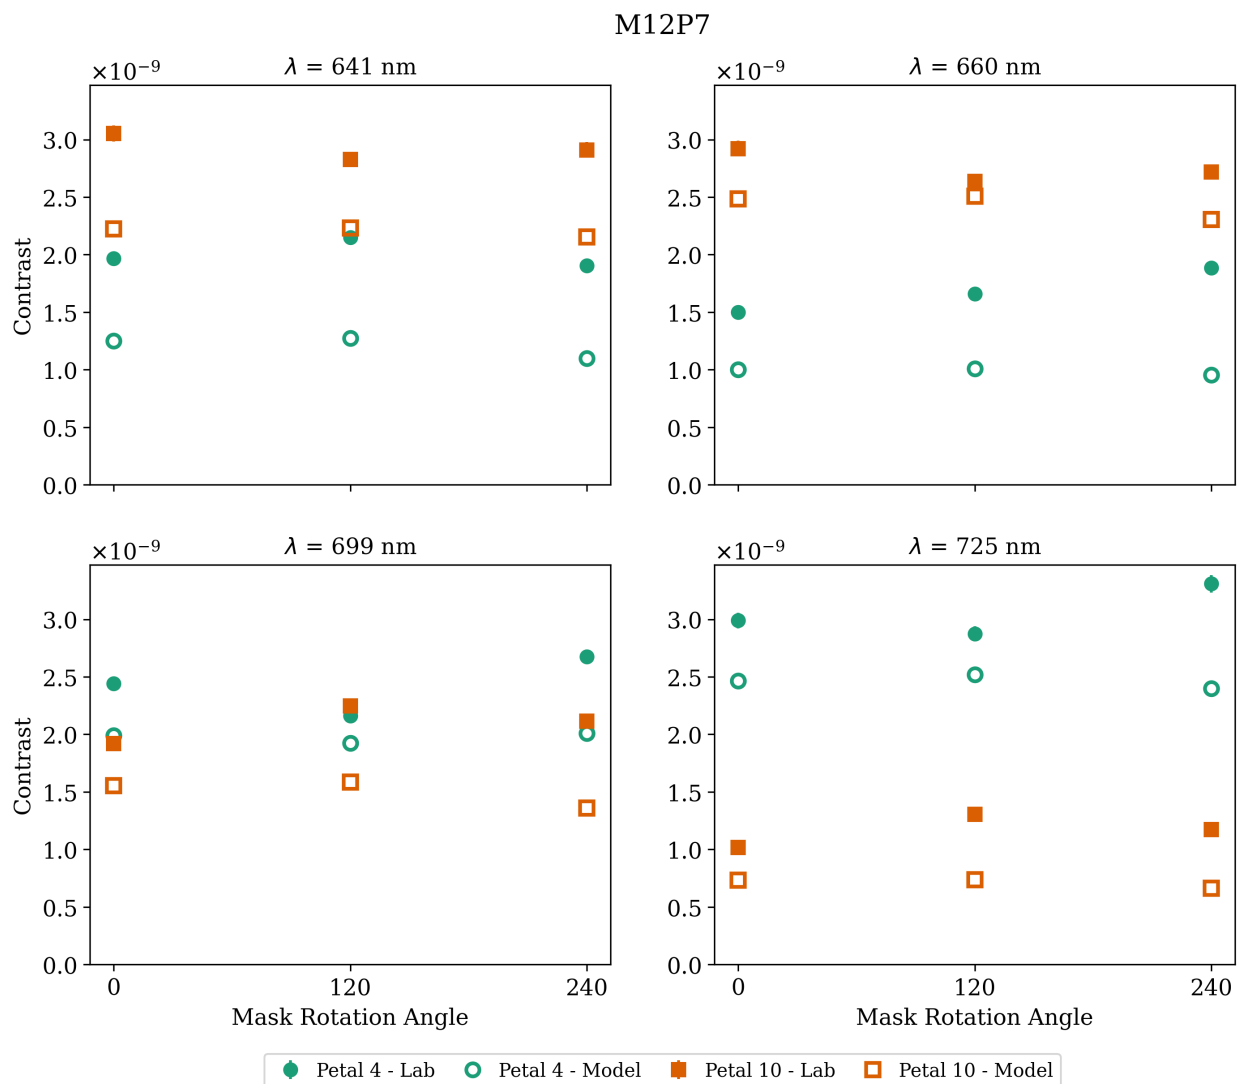 M12P7
×10⁻⁹ λ = 641 nm
3.0
2.5
2.0
1.5
1.0
0.5
0.0
Contrast
×10⁻⁹ λ = 660 nm
3.0
2.5
2.0
1.5
1.0
0.5
0.0
×10⁻⁹ λ = 699 nm
3.0
2.5
2.0
1.5
1.0
0.5
0.0
Contrast
0 120 240
Mask Rotation Angle
×10⁻⁹ λ = 725 nm
3.0
2.5
2.0
1.5
1.0
0.5
0.0
0 120 240
Mask Rotation Angle
Petal 4 - Lab Petal 4 - Model Petal 10 - Lab Petal 10 - Model